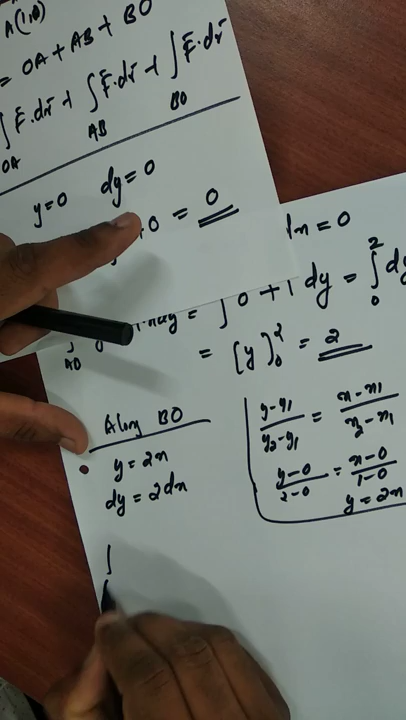 A(1,0)
= OA + AB + BO
∫ F̄.dr̄ + ∫ F̄.dr̄ + ∫ F̄.dr̄
OA AB BO
y=0 dy=0
+0 = 0
= 0
∫ 0 + 1 dy = ∫ dy
2
0
AB
= [y]₀² = 2
Along BO
y = 2x
dy = 2dx
∫
y-y₁ / y₂-y₁ = x-x₁ / x₂-x₁
y-0 / 2-0 = x-0 / 1-0
y = 2x